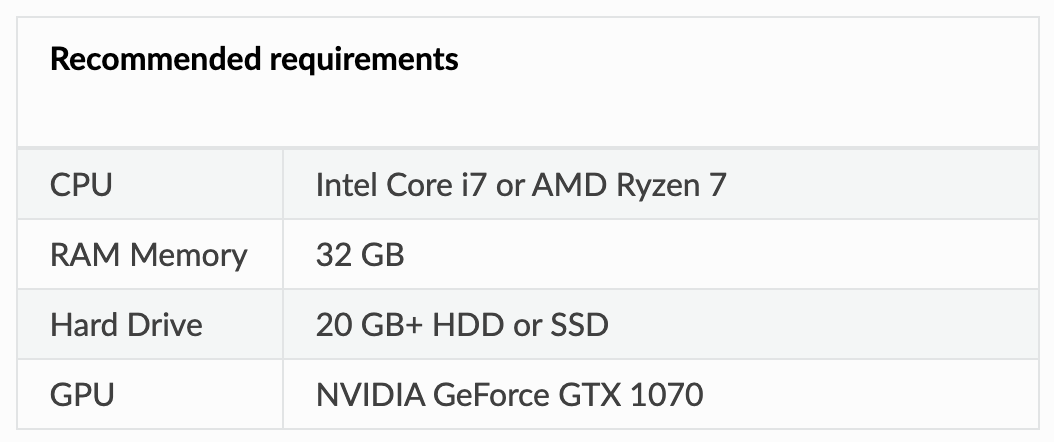 Recommended requirements
CPU Intel Core i7 or AMD Ryzen 7
RAM Memory 32 GB
Hard Drive 20 GB+ HDD or SSD
GPU NVIDIA GeForce GTX 1070